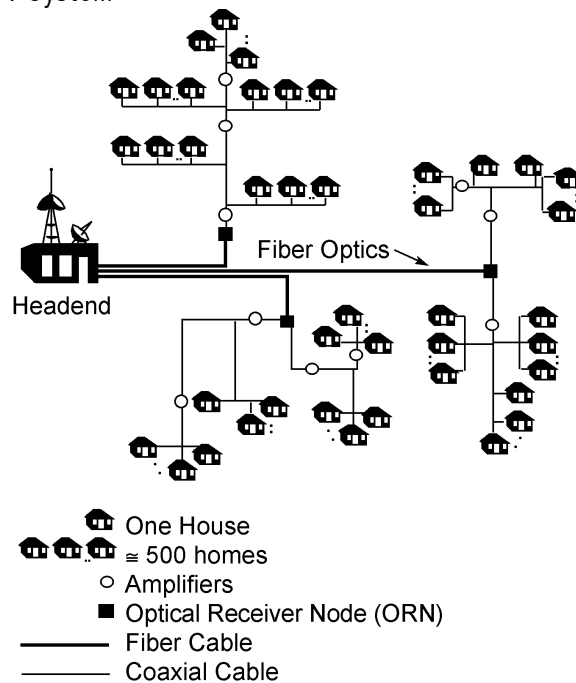 Fiber Optics
Headend
One House
≅ 500 homes
Amplifiers
Optical Receiver Node (ORN)
Fiber Cable
Coaxial Cable